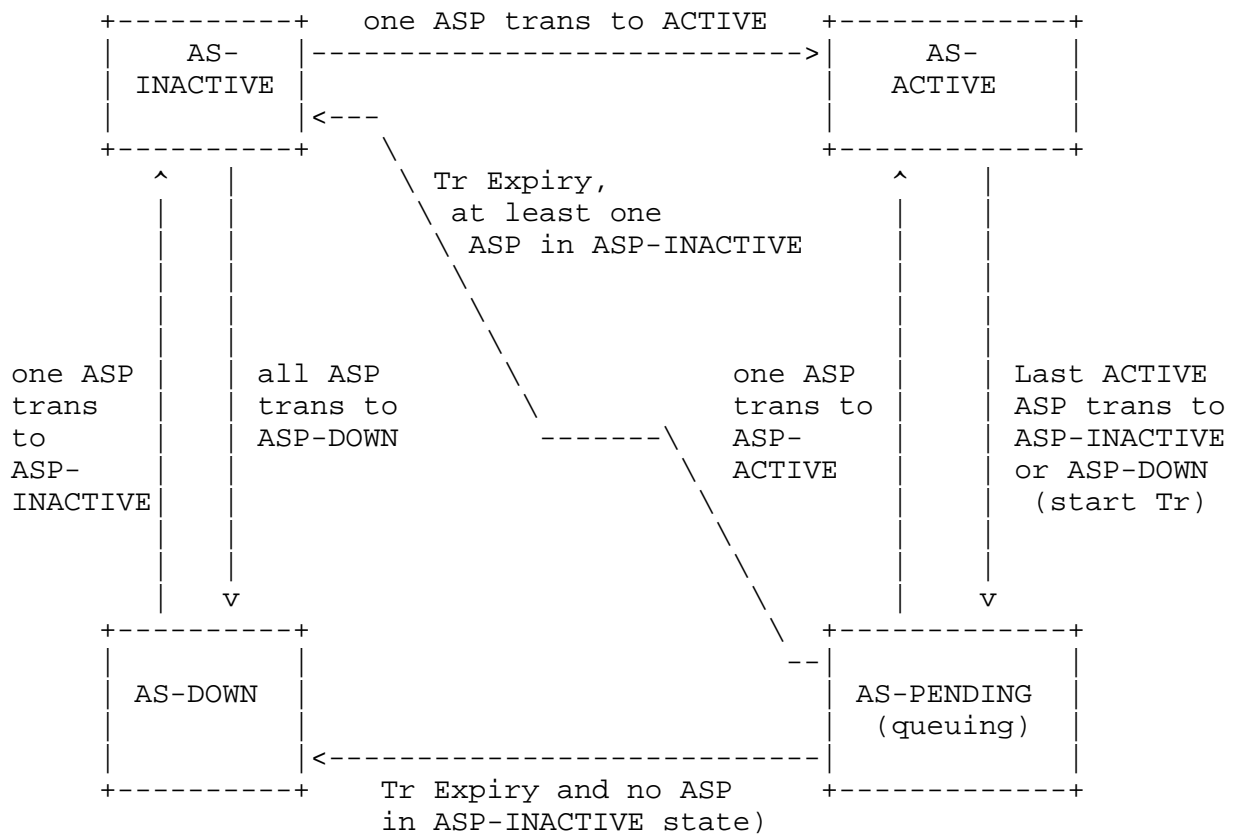 one ASP trans to ACTIVE
AS-
INACTIVE
AS-
ACTIVE
Tr Expiry,
at least one
ASP in ASP-INACTIVE
one ASP
trans
to
ASP-
INACTIVE
all ASP
trans to
ASP-DOWN
one ASP
trans to
ASP-
ACTIVE
Last ACTIVE
ASP trans to
ASP-INACTIVE
or ASP-DOWN
(start Tr)
AS-DOWN
AS-PENDING
(queuing)
Tr Expiry and no ASP
in ASP-INACTIVE state)